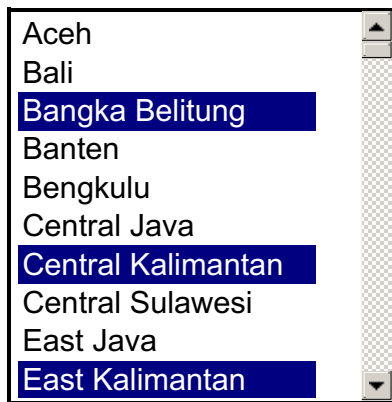 Aceh
Bali
Bangka Belitung
Banten
Bengkulu
Central Java
Central Kalimantan
Central Sulawesi
East Java
East Kalimantan